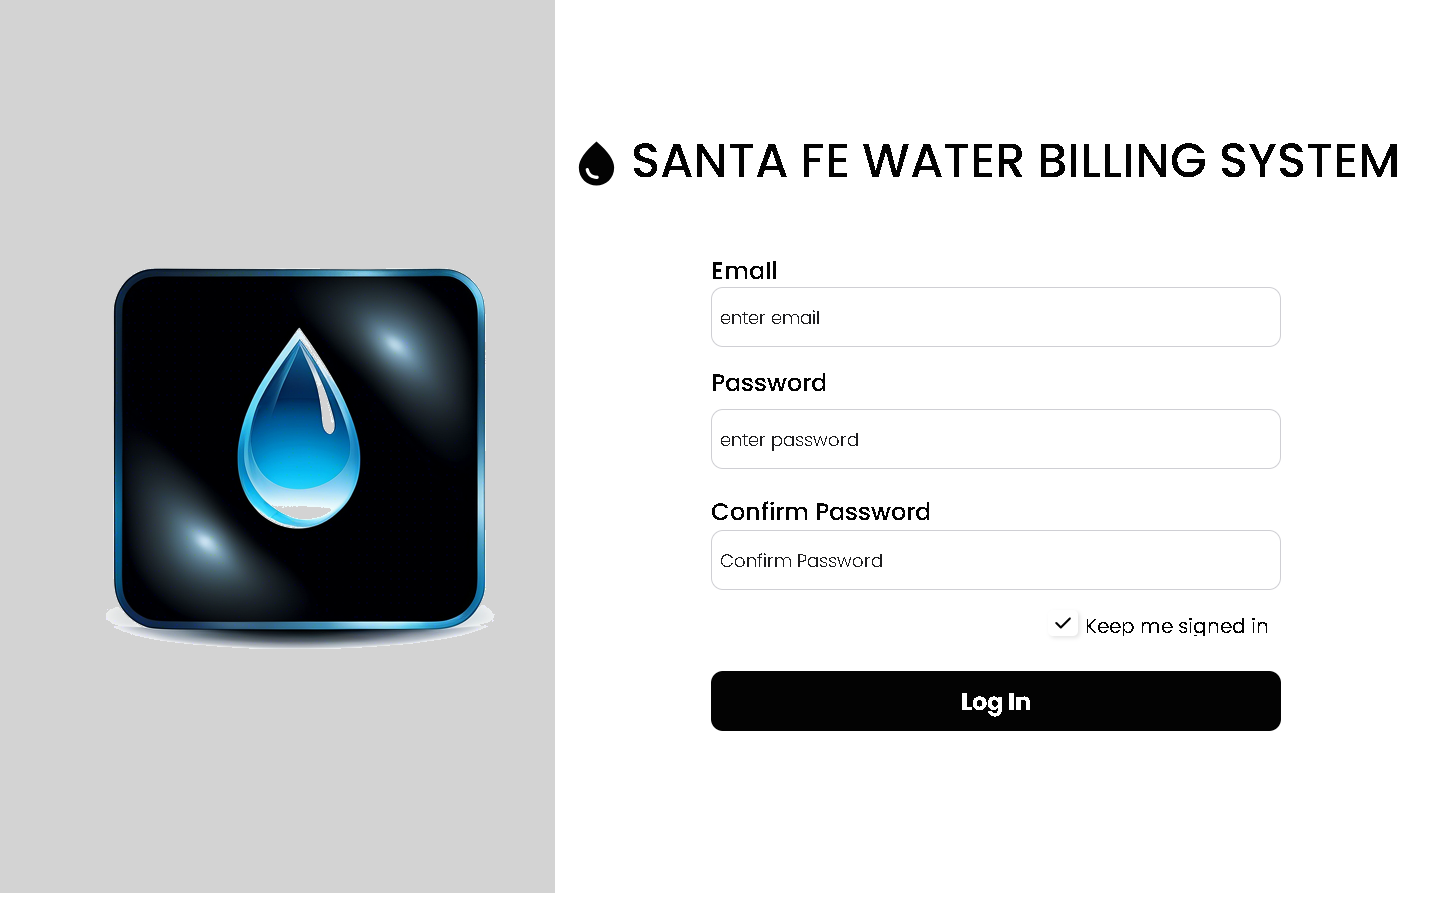 SANTA FE WATER BILLING SYSTEM
Emall
enter email
Password
enter password
Confirm Password
Confirm Password
Keep me signed in
Log In